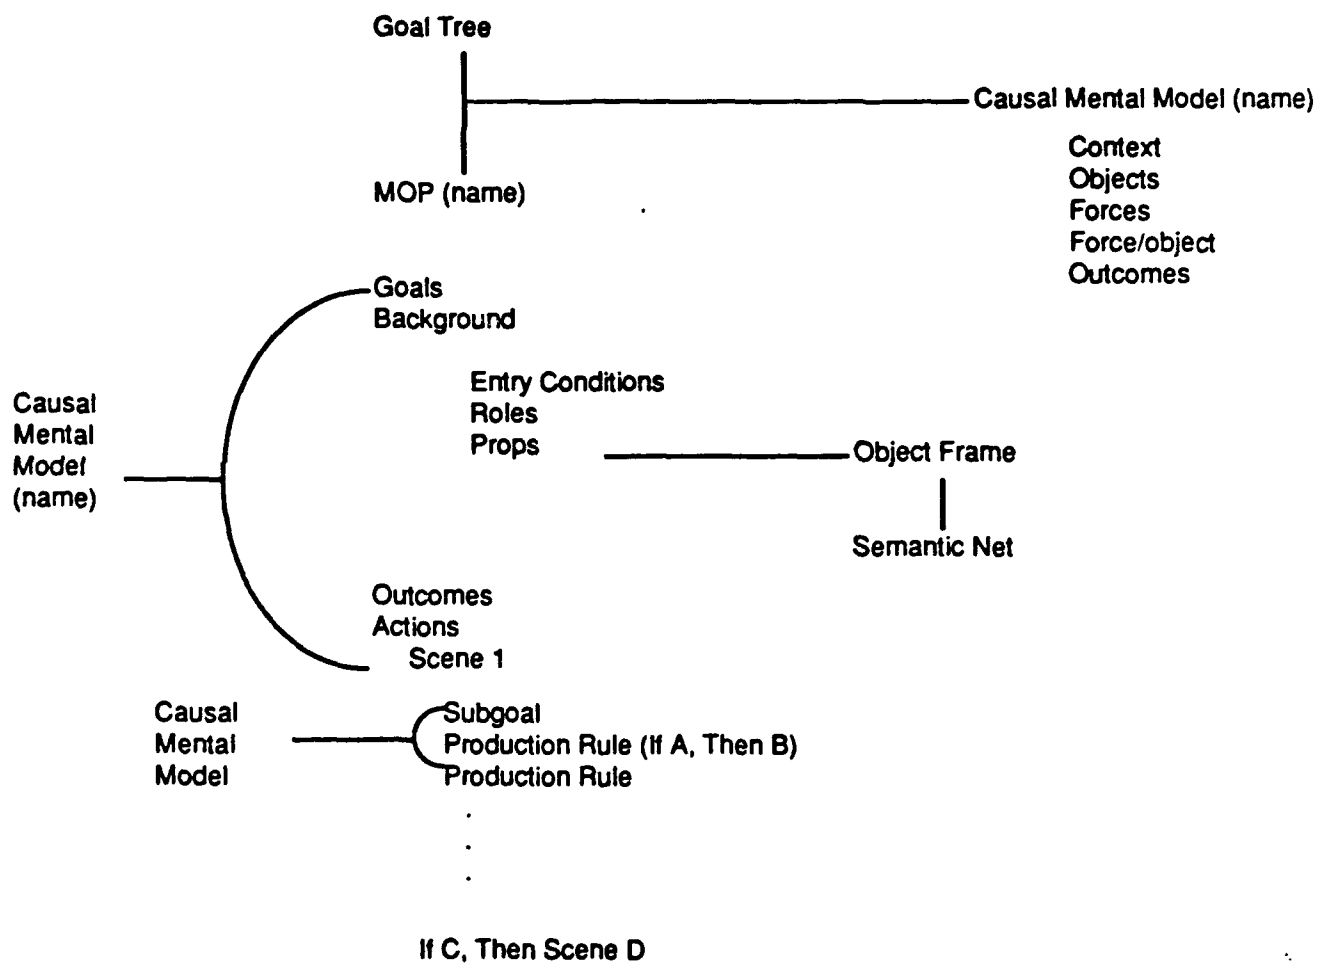 Goal Tree
Causal Mental Model (name)
Context
Objects
Forces
Force/object
Outcomes
MOP (name)
Goals
Background
Entry Conditions
Roles
Props
Object Frame
Semantic Net
Causal
Mental
Model
(name)
Outcomes
Actions
Scene 1
Causal
Mental
Model
Subgoal
Production Rule (If A, Then B)
Production Rule
.
.
.
If C, Then Scene D